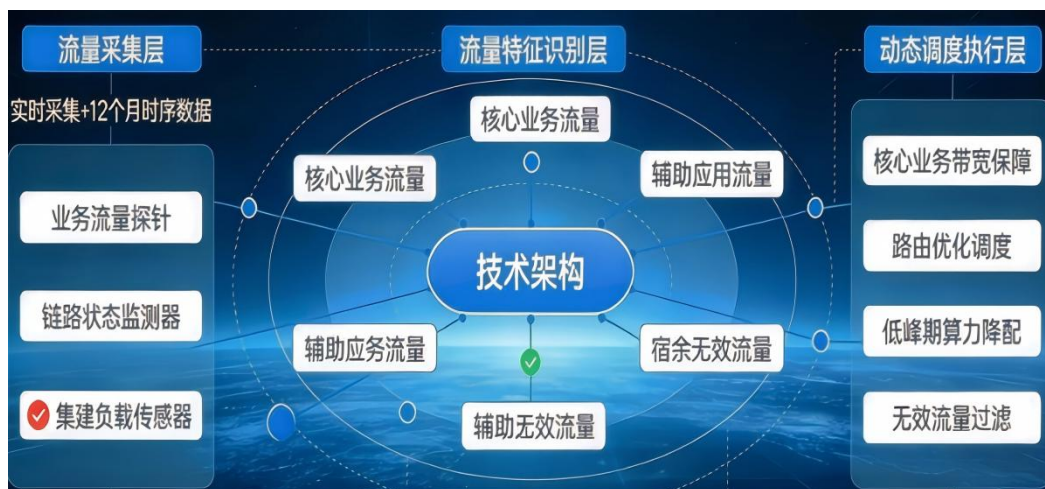 流量采集层
实时采集+12个月时序数据
业务流量探针
链路状态监测器
集建负载传感器
流量特征识别层
核心业务流量
核心业务流量
辅助应用流量
技术架构
辅助应务流量
宿余无效流量
辅助无效流量
动态调度执行层
核心业务带宽保障
路由优化调度
低峰期算力降配
无效流量过滤